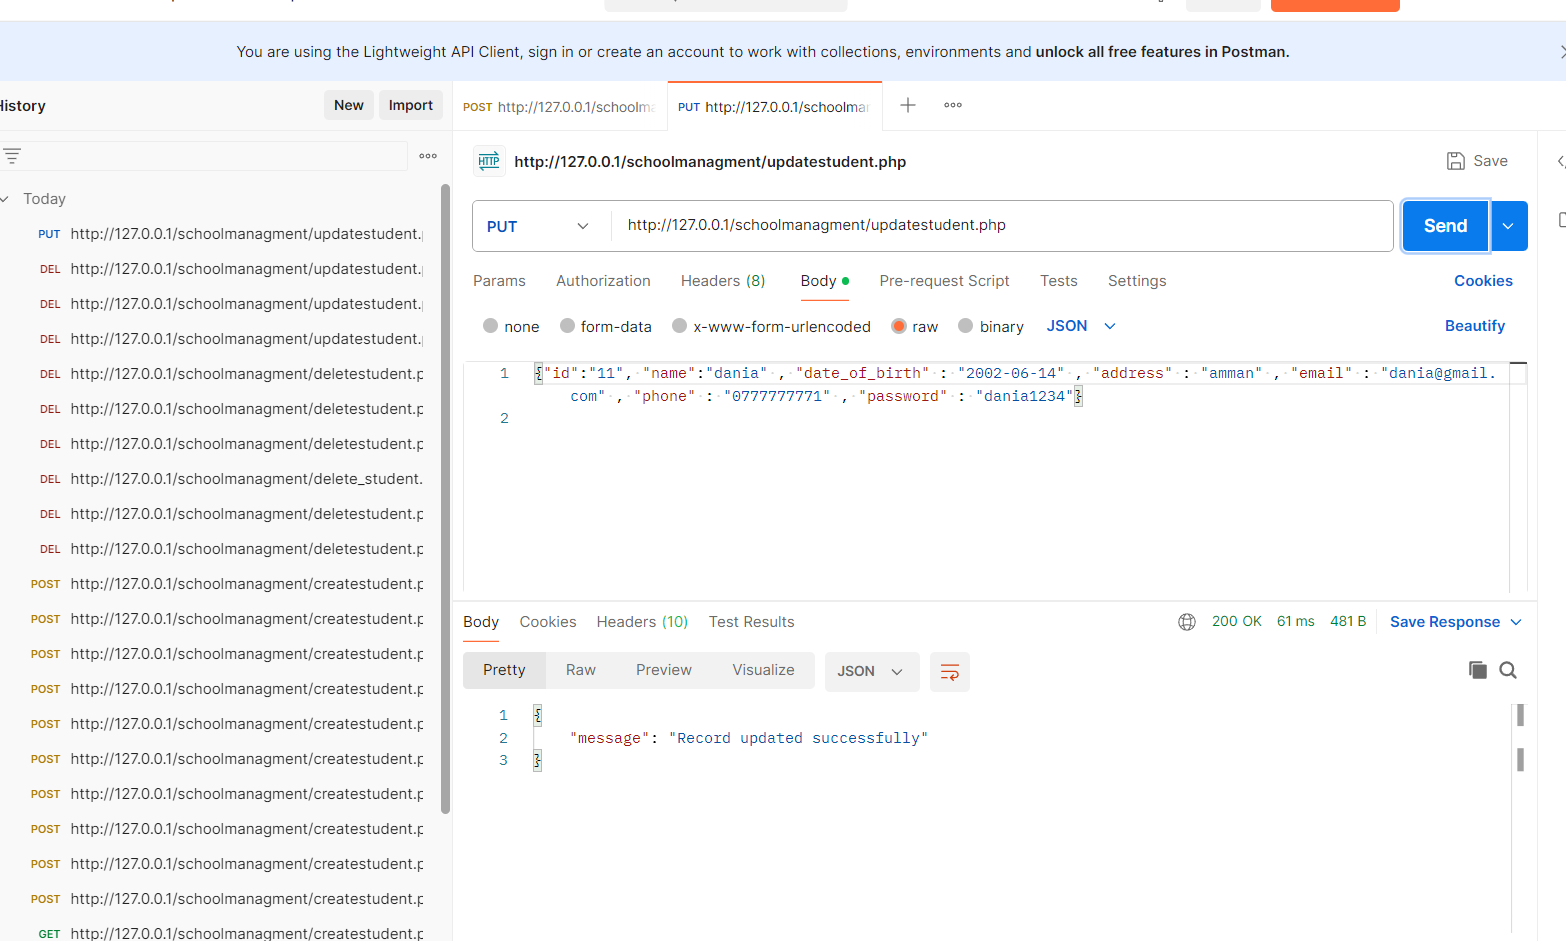 You are using the Lightweight API Client, sign in or create an account to work with collections, environments and unlock all free features in Postman.
History
New
Import
POST http://127.0.0.1/schoolma
PUT http://127.0.0.1/schoolmar
Today
PUT http://127.0.0.1/schoolmanagment/updatestudent.p
DEL http://127.0.0.1/schoolmanagment/updatestudent.p
DEL http://127.0.0.1/schoolmanagment/updatestudent.p
DEL http://127.0.0.1/schoolmanagment/updatestudent.p
DEL http://127.0.0.1/schoolmanagment/deletestudent.p
DEL http://127.0.0.1/schoolmanagment/deletestudent.p
DEL http://127.0.0.1/schoolmanagment/deletestudent.p
DEL http://127.0.0.1/schoolmanagment/delete_student.
DEL http://127.0.0.1/schoolmanagment/deletestudent.p
DEL http://127.0.0.1/schoolmanagment/deletestudent.p
POST http://127.0.0.1/schoolmanagment/createstudent.p
POST http://127.0.0.1/schoolmanagment/createstudent.p
POST http://127.0.0.1/schoolmanagment/createstudent.p
POST http://127.0.0.1/schoolmanagment/createstudent.p
POST http://127.0.0.1/schoolmanagment/createstudent.p
POST http://127.0.0.1/schoolmanagment/createstudent.p
POST http://127.0.0.1/schoolmanagment/createstudent.p
POST http://127.0.0.1/schoolmanagment/createstudent.p
POST http://127.0.0.1/schoolmanagment/createstudent.p
POST http://127.0.0.1/schoolmanagment/createstudent.p
GET http://127.0.0.1/schoolmanagment/createstudent.p
HTTP http://127.0.0.1/schoolmanagment/updatestudent.php
Save
PUT
http://127.0.0.1/schoolmanagment/updatestudent.php
Send
Params Authorization Headers (8) Body Pre-request Script Tests Settings
Cookies
none form-data x-www-form-urlencoded raw binary JSON
Beautify
1 {"id":"11", "name":"dania" , "date_of_birth" : "2002-06-14" , "address" : "amman" , "email" : "dania@gmail.
com" , "phone" : "0777777771" , "password" : "dania1234"}
2
Body Cookies Headers (10) Test Results
200 OK 61 ms 481 B Save Response
Pretty Raw Preview Visualize JSON
1 {
2 "message": "Record updated successfully"
3 }